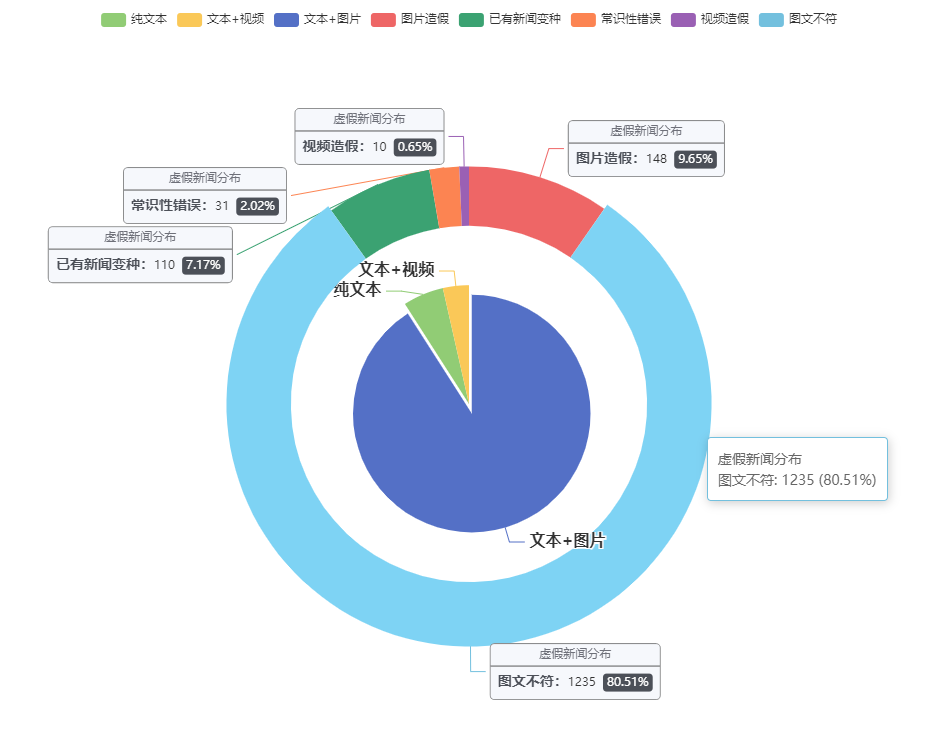 纯文本
文本+视频
文本+图片
图片造假
已有新闻变种
常识性错误
视频造假
图文不符
虚假新闻分布
视频造假：10 0.65%
虚假新闻分布
图片造假：148 9.65%
虚假新闻分布
常识性错误：31 2.02%
虚假新闻分布
已有新闻变种：110 7.17%
文本+视频
纯文本
虚假新闻分布
图文不符: 1235 (80.51%)
文本+图片
虚假新闻分布
图文不符：1235 80.51%